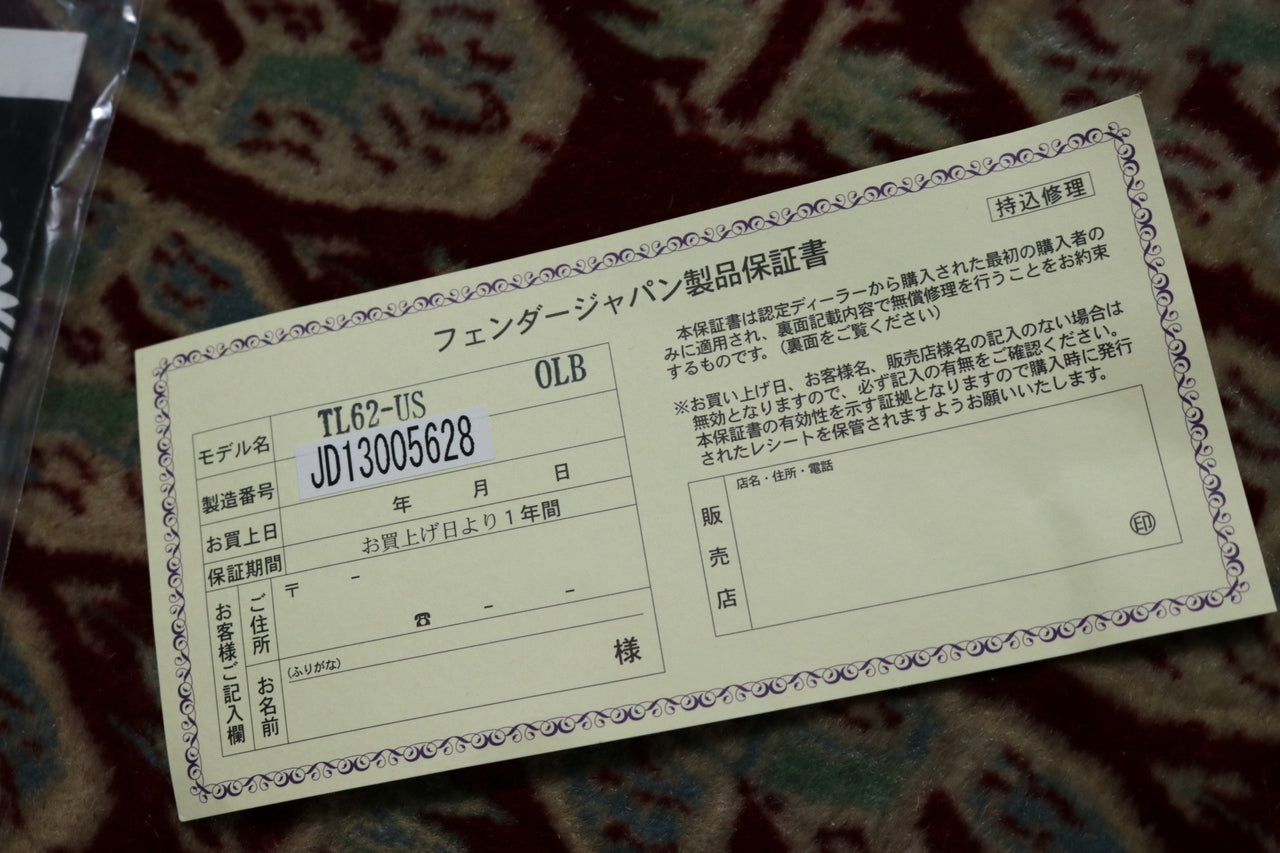 フェンダージャパン製品保証書
持込修理
モデル名 TL62-US OLB
製造番号 JD13005628
お買上日 年 月 日
保証期間 お買上げ日より1年間
お客様ご記入欄
ご住所 〒 -
☎ - -
お名前 (ふりがな)
様
本保証書は認定ディーラーから購入された最初の購入者の
みに適用され、裏面記載内容で無償修理を行うことをお約束
するものです。(裏面をご覧ください)
※お買い上げ日、お客様名、販売店様名の記入のない場合は
無効となりますので、必ず記入の有無をご確認ください。
本保証書の有効性を示す証拠となりますので購入時に発行
されたレシートを保管されますようお願いいたします。
販売店
店名・住所・電話
㊞